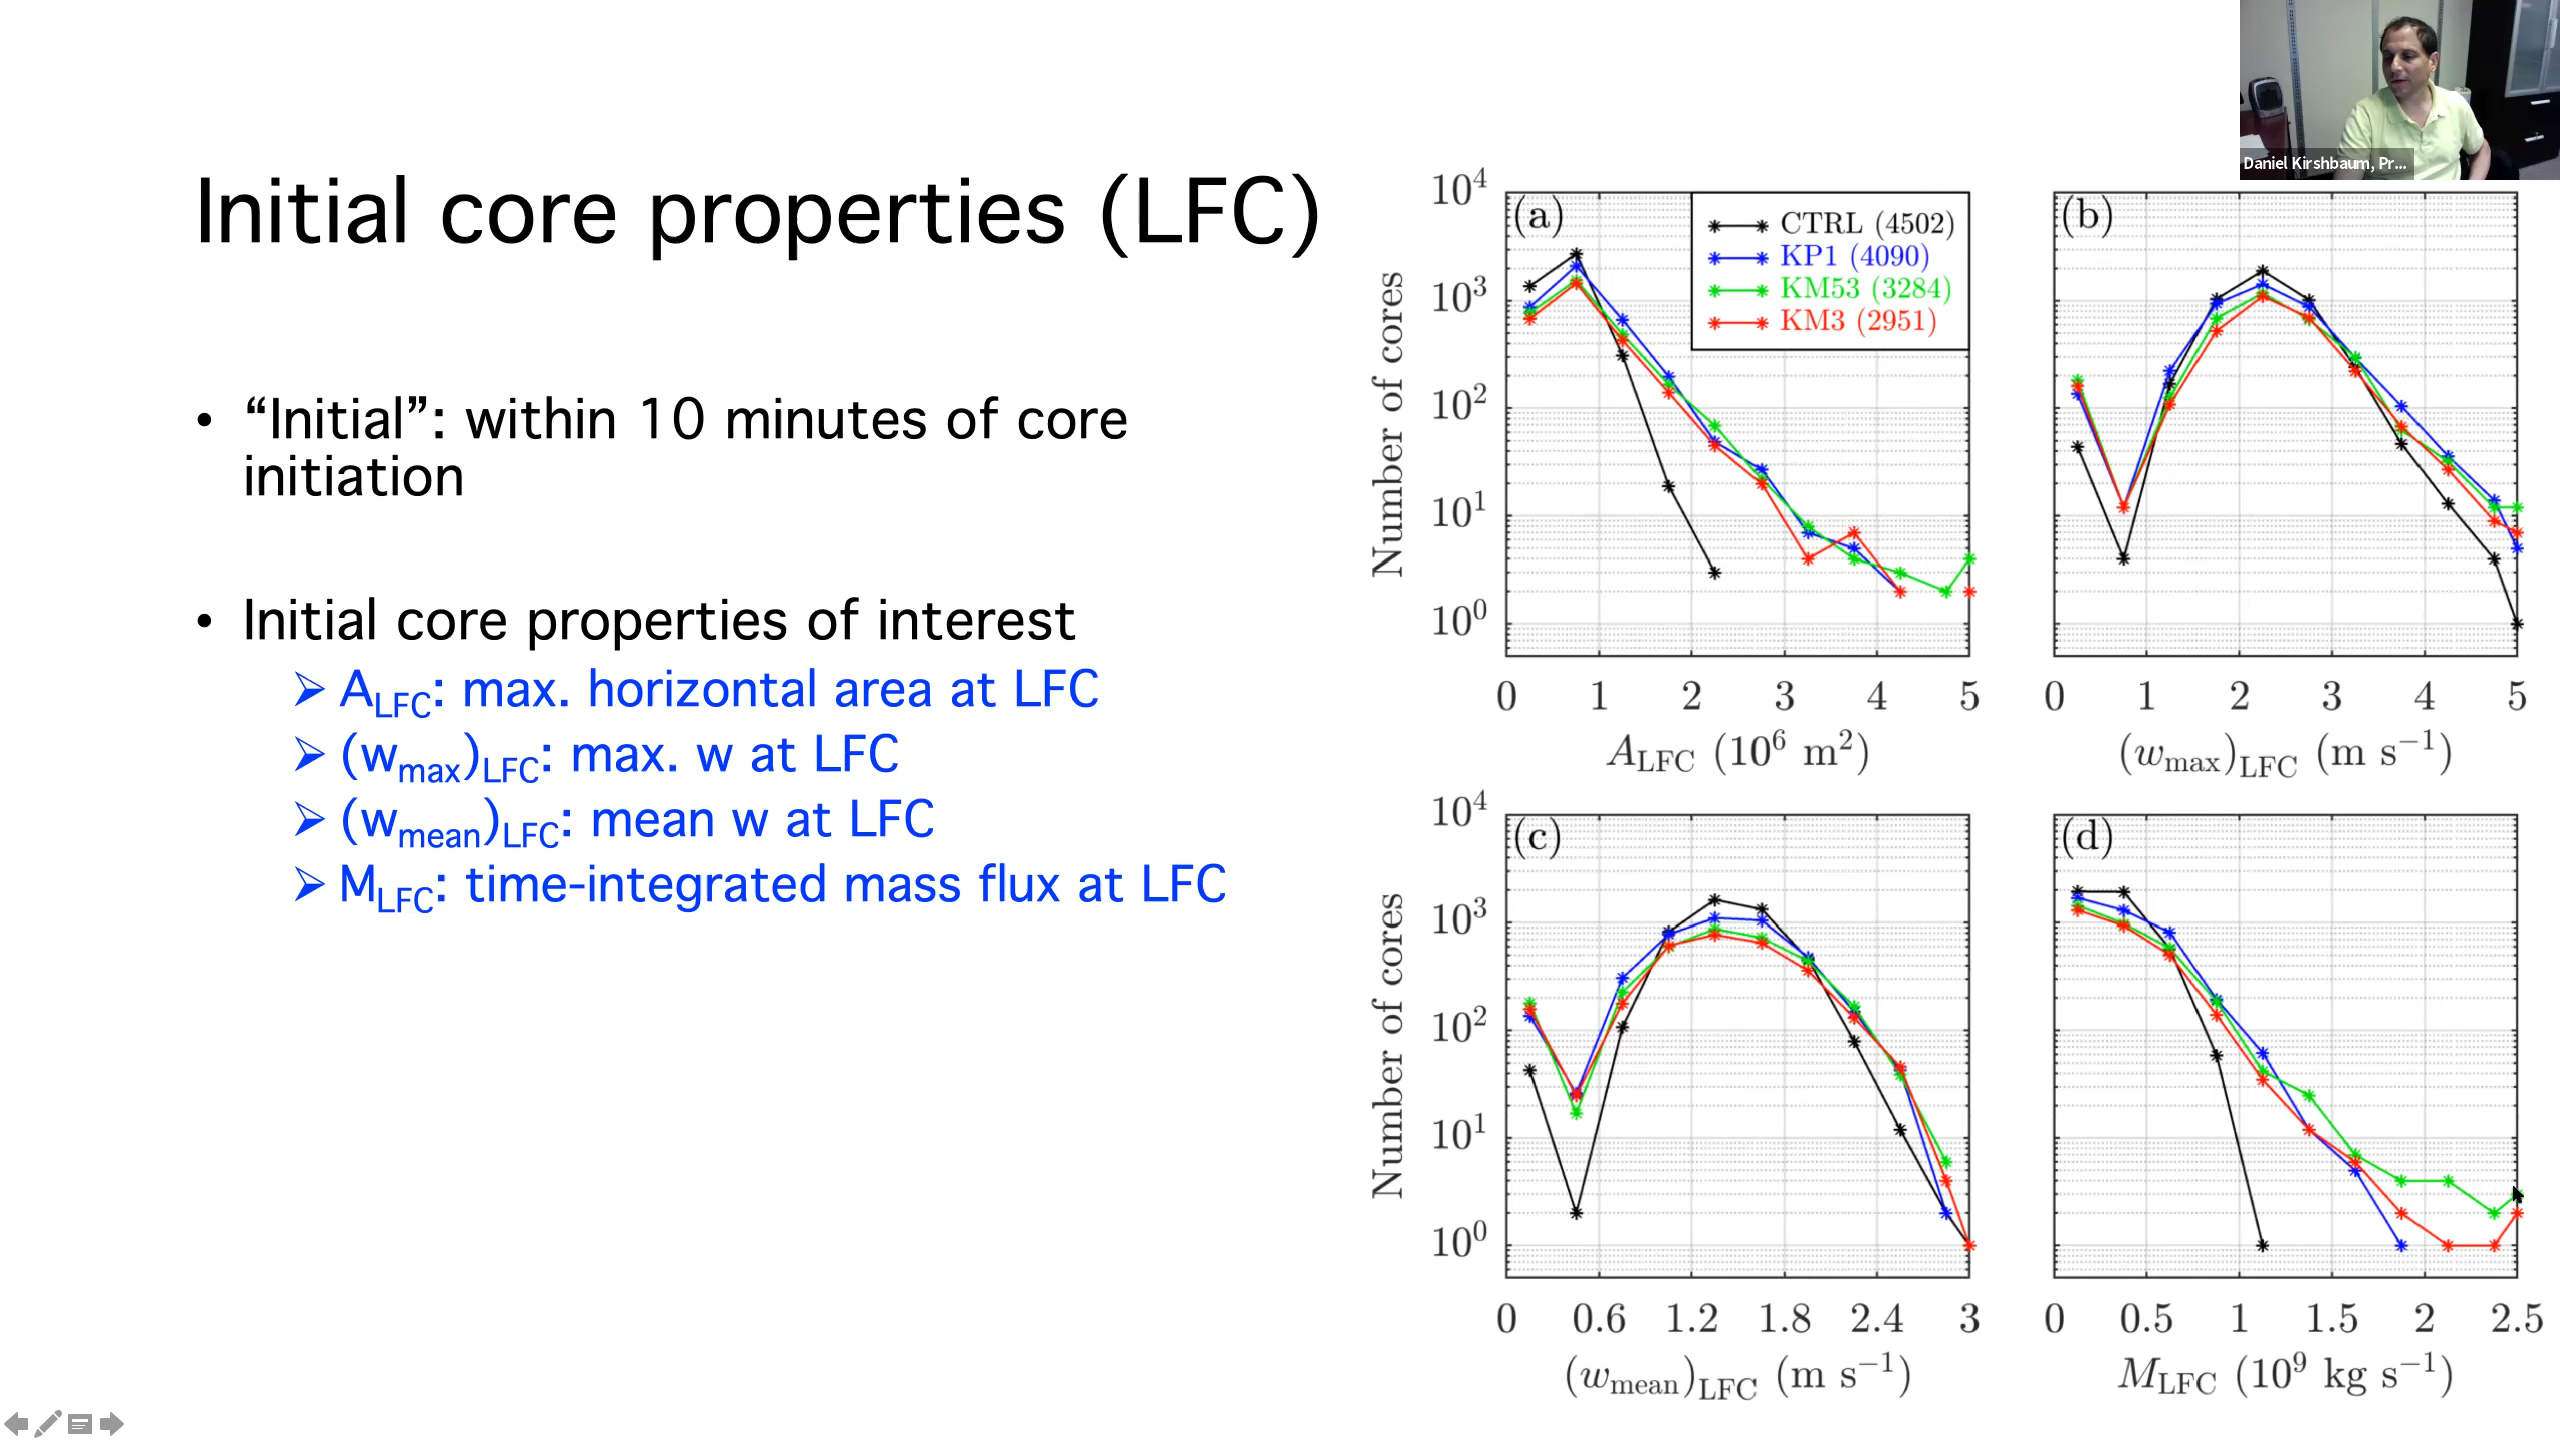 Daniel Kirshbaum, Pr...
Initial core properties (LFC)
• “Initial”: within 10 minutes of core
initiation
• Initial core properties of interest
➢ A_LFC: max. horizontal area at LFC
➢ (w_max)_LFC: max. w at LFC
➢ (w_mean)_LFC: mean w at LFC
➢ M_LFC: time-integrated mass flux at LFC
(a)
CTRL (4502)
KP1 (4090)
KM53 (3284)
KM3 (2951)
Number of cores
10^4
10^3
10^2
10^1
10^0
0 1 2 3 4 5
A_LFC (10^6 m^2)
(b)
0 1 2 3 4 5
(w_max)_LFC (m s^−1)
(c)
Number of cores
10^4
10^3
10^2
10^1
10^0
0 0.6 1.2 1.8 2.4 3
(w_mean)_LFC (m s^−1)
(d)
0 0.5 1 1.5 2 2.5
M_LFC (10^9 kg s^−1)